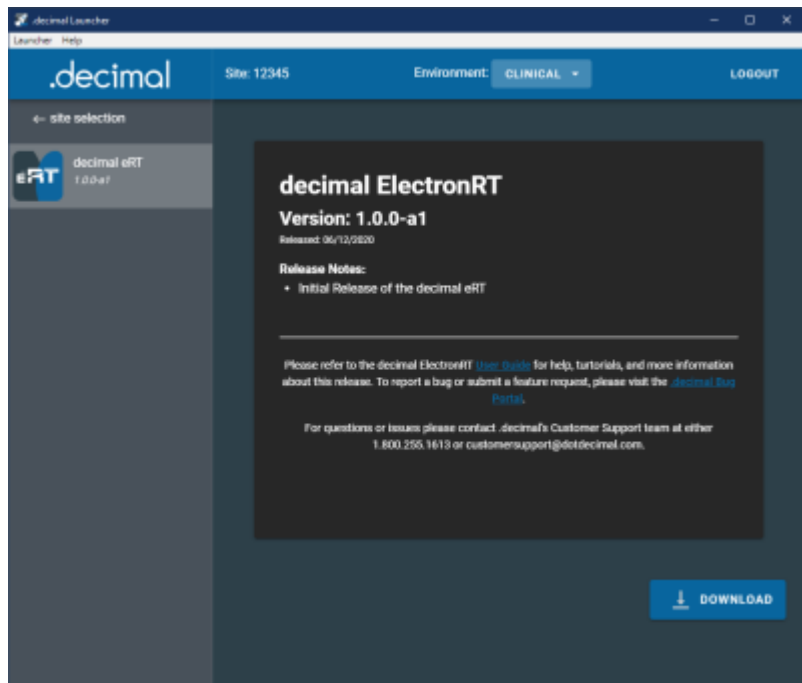 .decimal Launcher
Launcher Help
.decimal
Site: 12345
Environment: CLINICAL
LOGOUT
← site selection
eRT
decimal eRT
1.0.0-a1
decimal ElectronRT
Version: 1.0.0-a1
Released: 06/12/2020
Release Notes:
• Initial Release of the decimal eRT
Please refer to the decimal ElectronRT User Guide for help, turtorials, and more information
about this release. To report a bug or submit a feature request, please visit the .decimal Bug
Portal.
For questions or issues please contact .decimal's Customer Support team at either
1.800.255.1613 or customersupport@dotdecimal.com.
DOWNLOAD